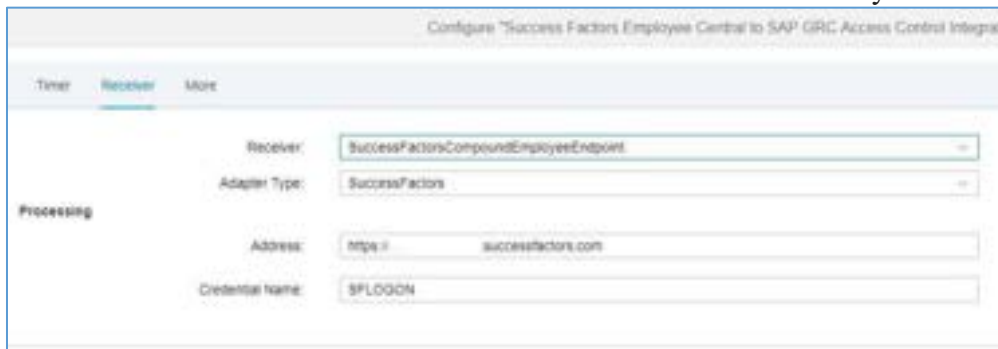 Configure "Success Factors Employee Central to SAP GRC Access Control Integra
Timer Receiver More
Receiver: SuccessFactorsCompoundEmployeeEndpoint
Adapter Type: SuccessFactors
Processing
Address: https:// successfactors.com
Credential Name: SFLOGON